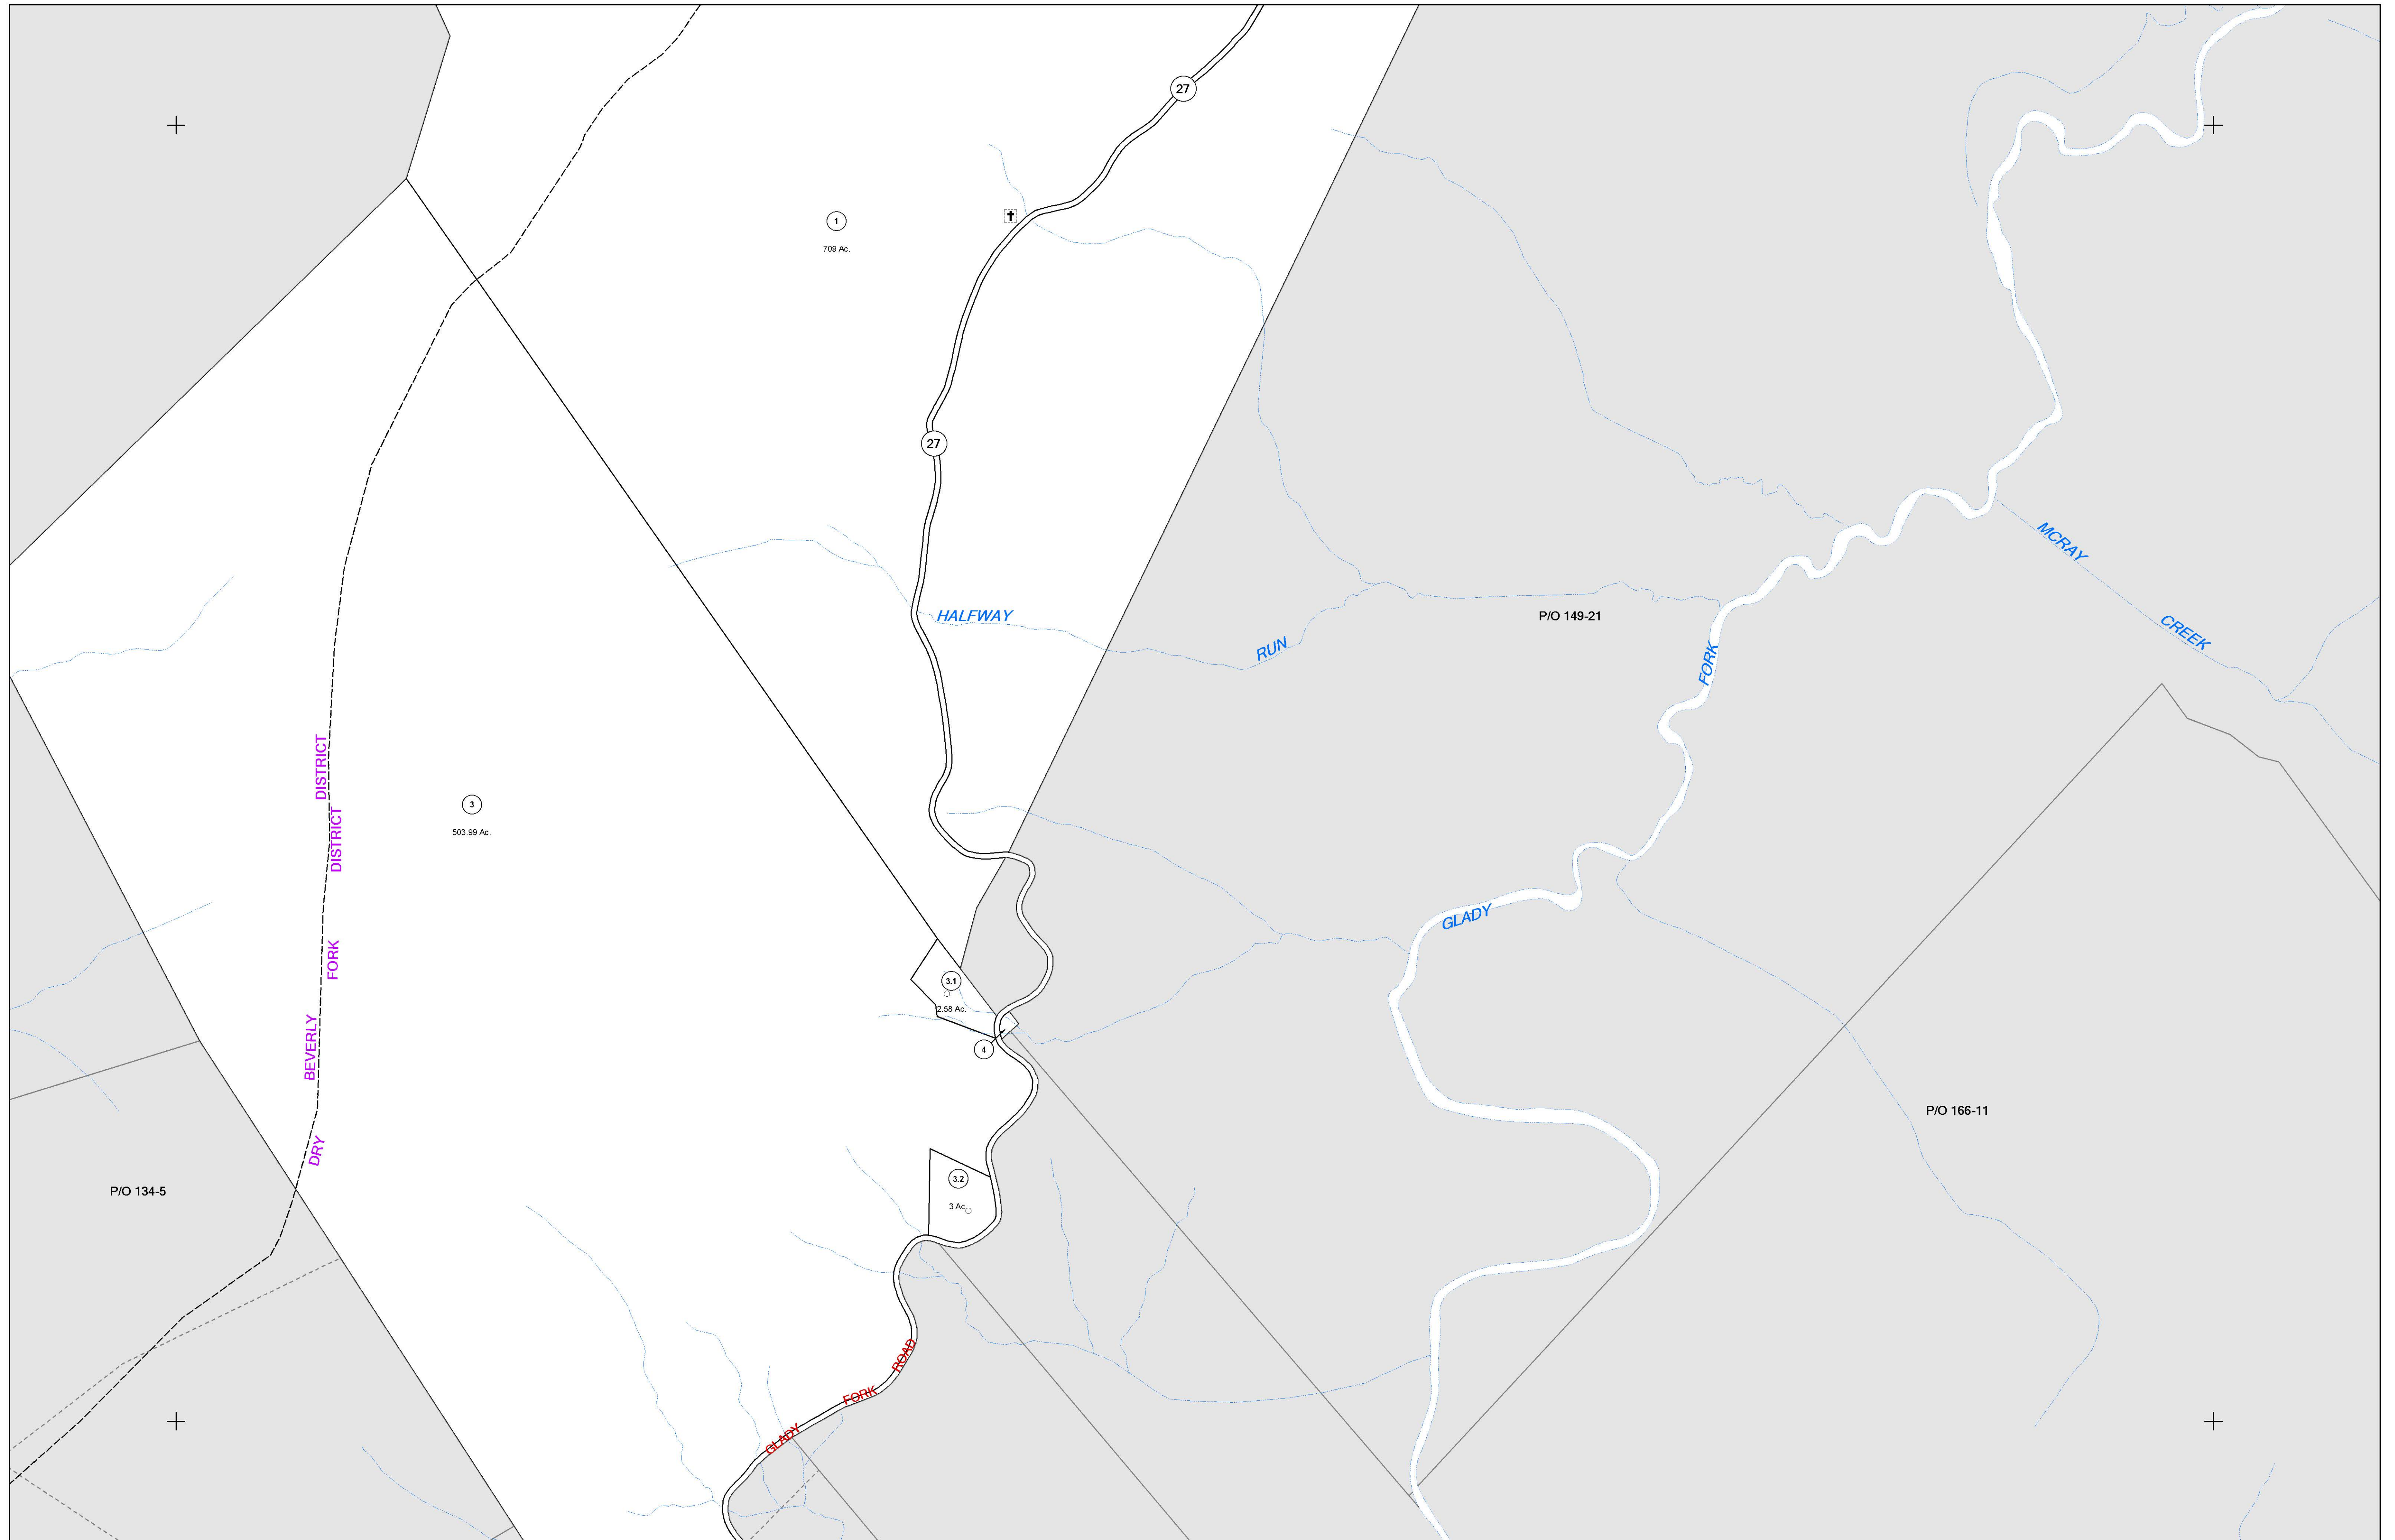 27
1
709 Ac.
27
MCRAY
CREEK
HALFWAY
RUN
P/O 149-21
FORK
DISTRICT
DISTRICT
3
503.99 Ac.
GLADY
FORK
3.1
2.58 Ac.
BEVERLY
4
P/O 166-11
DRY
P/O 134-5
3.2
3 Ac.
ROAD
FORK
GLADY